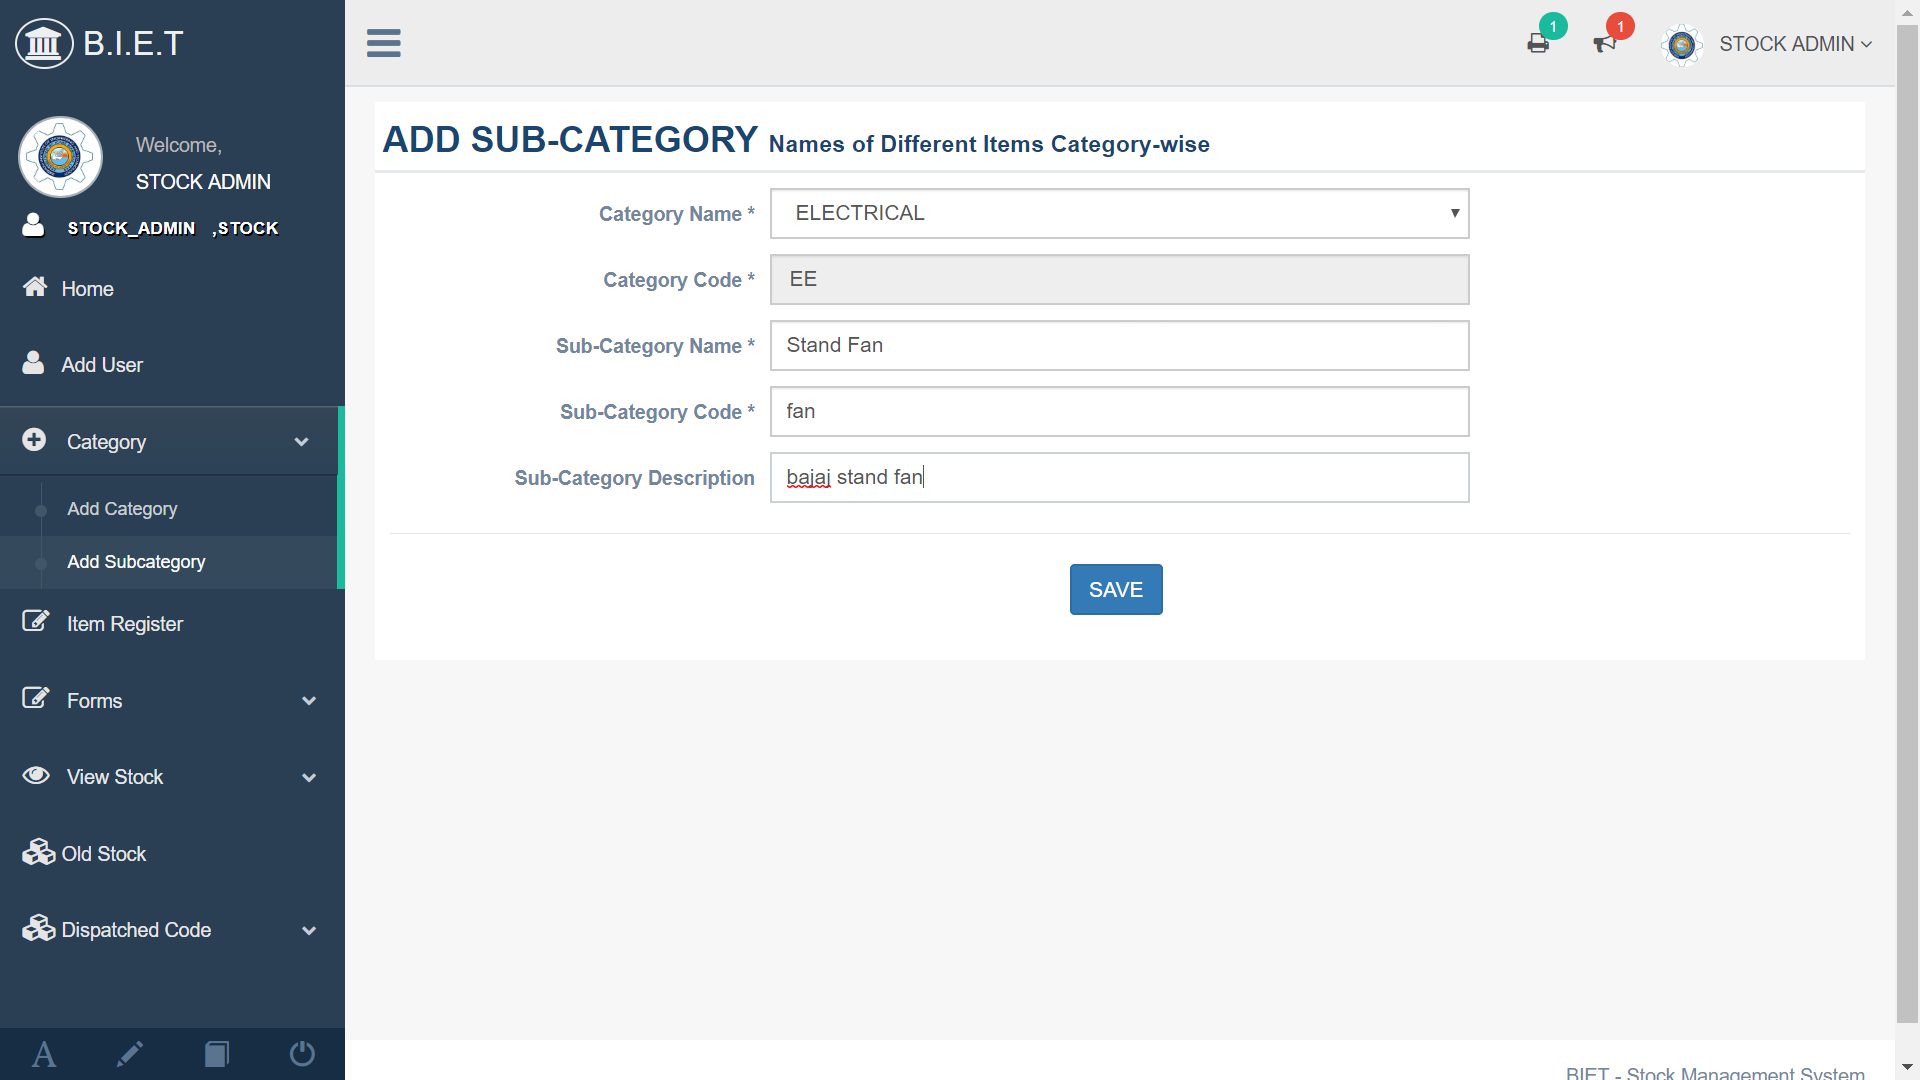 B.I.E.T
1
1
STOCK ADMIN
Welcome,
STOCK ADMIN
STOCK_ADMIN ,STOCK
Home
Add User
Category
Add Category
Add Subcategory
Item Register
Forms
View Stock
Old Stock
Dispatched Code
A
ADD SUB-CATEGORY Names of Different Items Category-wise
Category Name * ELECTRICAL
Category Code * EE
Sub-Category Name * Stand Fan
Sub-Category Code * fan
Sub-Category Description bajaj stand fan
SAVE
BIET - Stock Management System